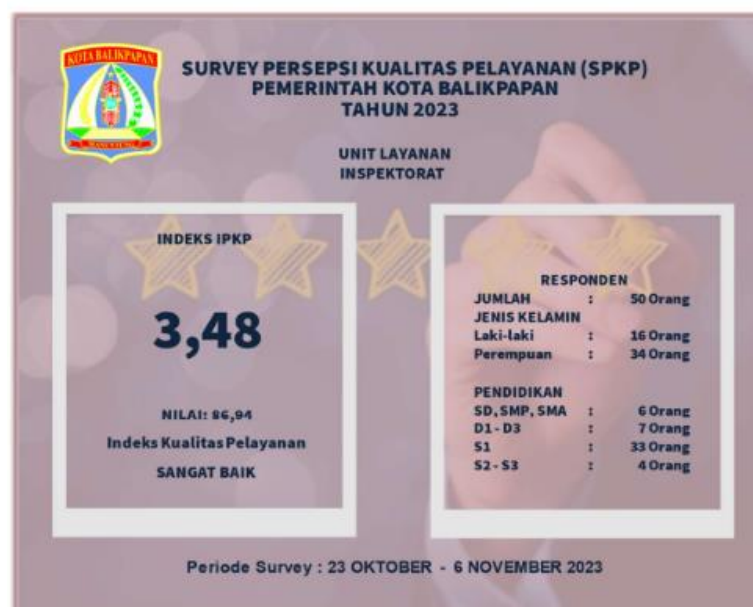 KOTA BALIKPAPAN
SURVEY PERSEPSI KUALITAS PELAYANAN (SPKP)
PEMERINTAH KOTA BALIKPAPAN
TAHUN 2023
UNIT LAYANAN
INSPEKTORAT
INDEKS IPKP
3,48
NILAI: 86,94
Indeks Kualitas Pelayanan
SANGAT BAIK
RESPONDEN
JUMLAH : 50 Orang
JENIS KELAMIN
Laki-laki : 16 Orang
Perempuan : 34 Orang
PENDIDIKAN
SD, SMP, SMA : 6 Orang
D1 - D3 : 7 Orang
S1 : 33 Orang
S2 - S3 : 4 Orang
Periode Survey : 23 OKTOBER - 6 NOVEMBER 2023